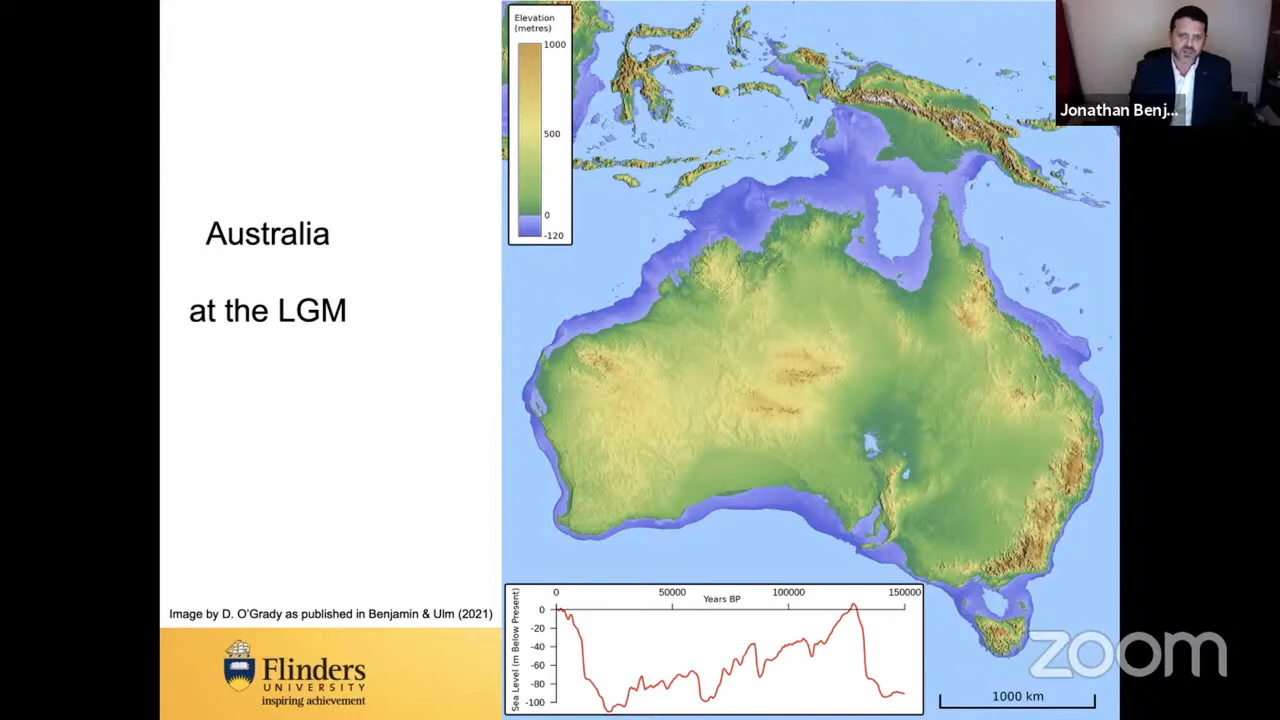 Elevation
(metres)
1000
500
0
-120
Jonathan Benj...
Australia
at the LGM
Image by D. O'Grady as published in Benjamin & Ulm (2021)
Flinders
UNIVERSITY
inspiring achievement
0
50000
100000
150000
Years BP
Sea Level (m Below Present)
0
-20
-40
-60
-80
-100
1000 km
zoom